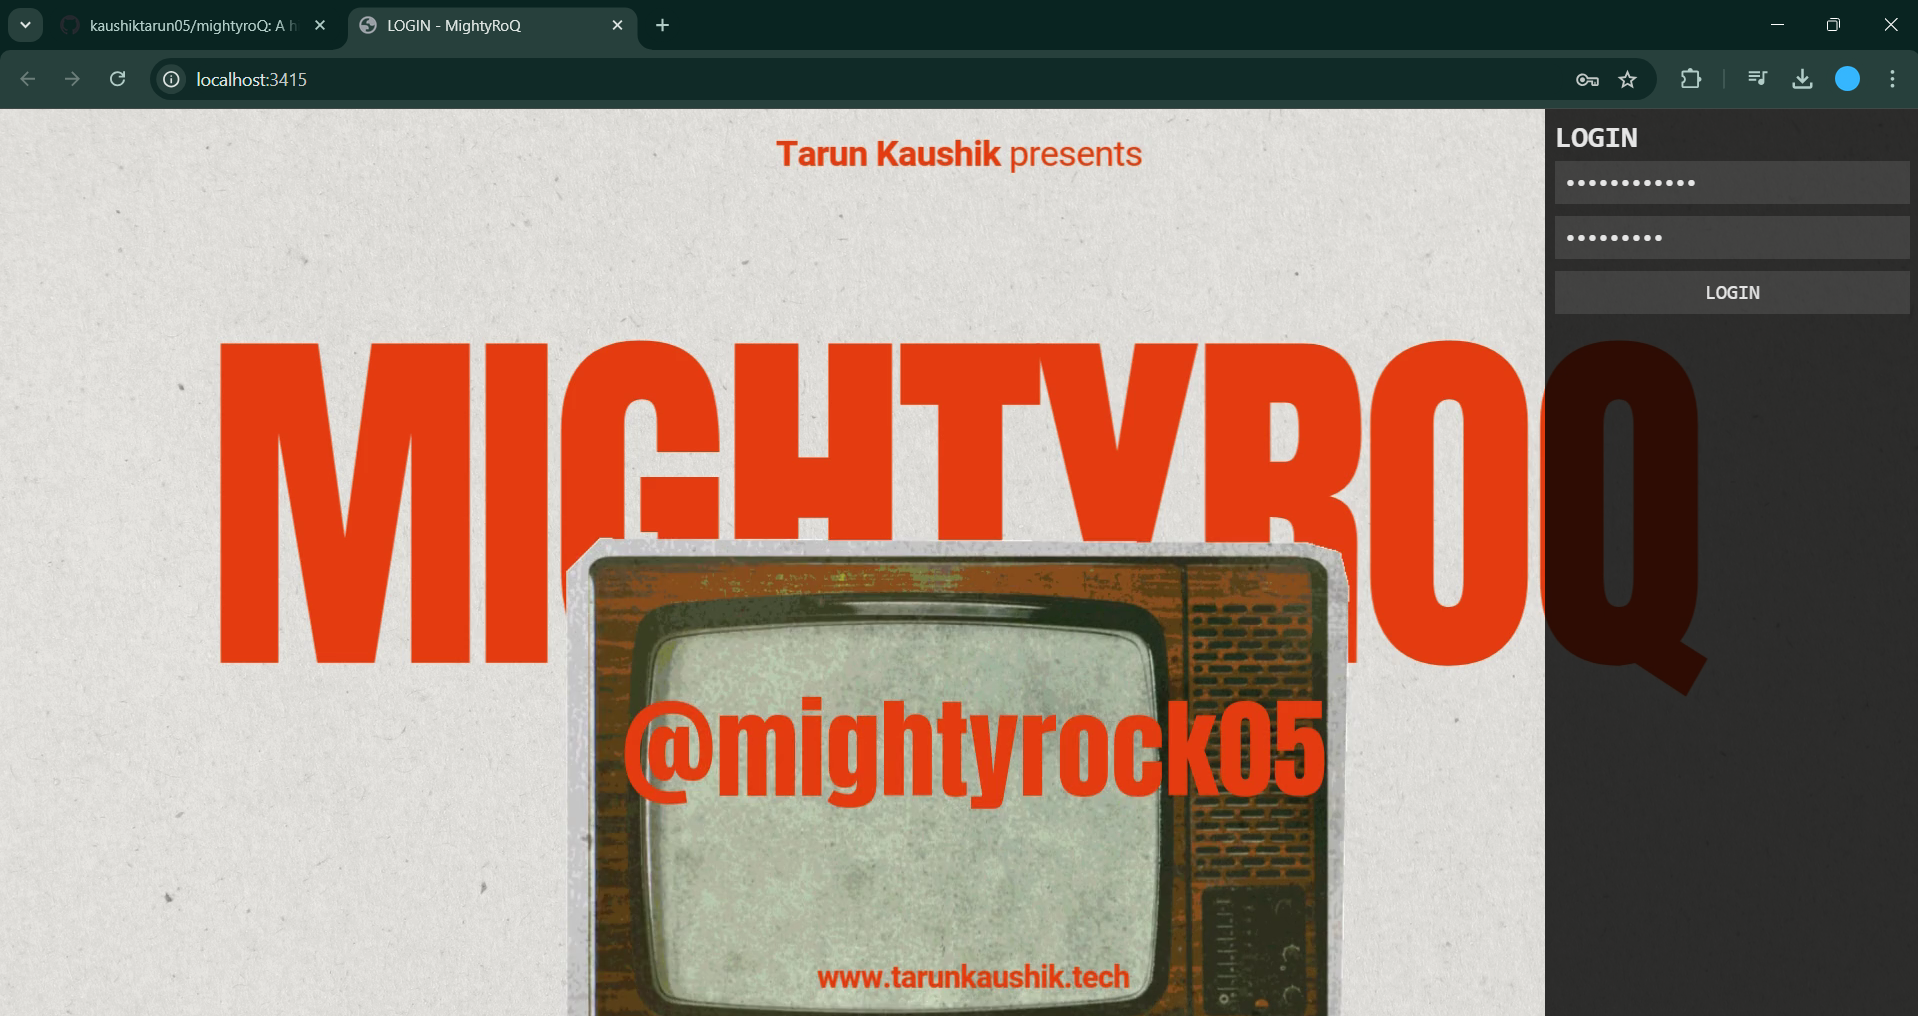 kaushiktarun05/mightyroQ: A h
LOGIN - MightyRoQ
localhost:3415
Tarun Kaushik presents
LOGIN
••••••••••••
•••••••••
LOGIN
MIGHTYROQ
@mightyrock05
www.tarunkaushik.tech